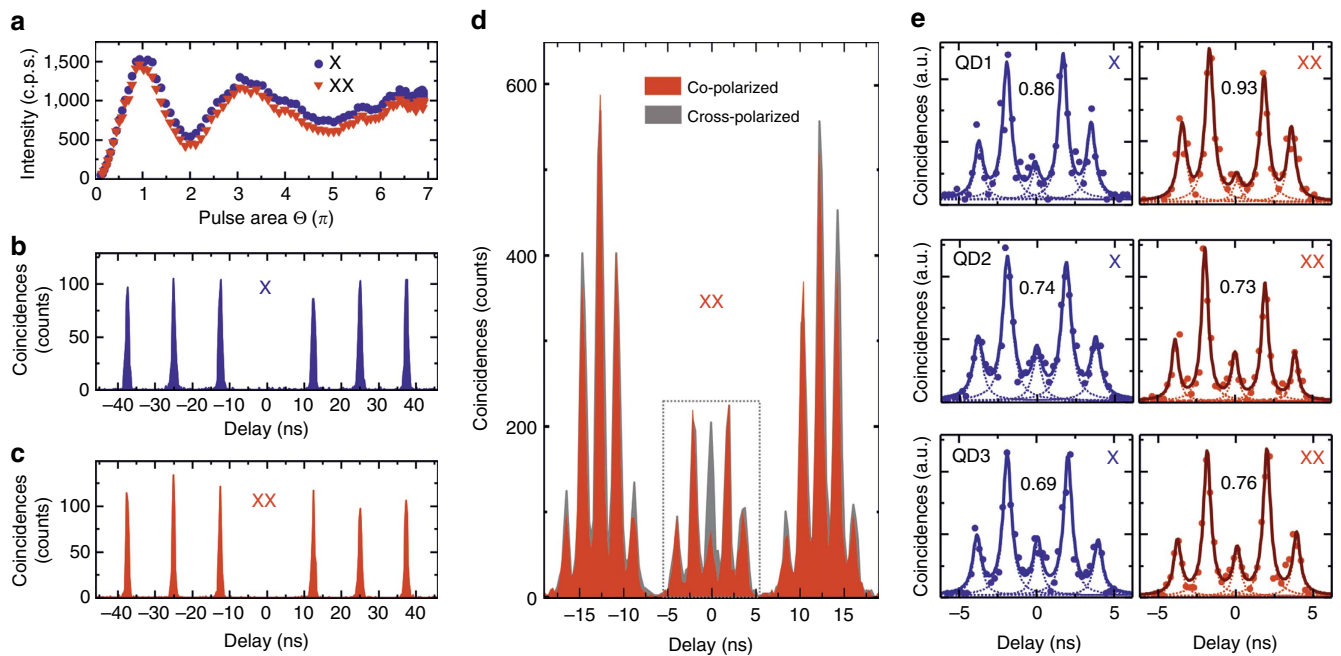 a
Intensity (c.p.s.)
1,500
1,000
500
0
X
XX
0 1 2 3 4 5 6 7
Pulse area Θ (π)
b
Coincidences
(counts)
100
50
0
X
−40 −30 −20 −10 0 10 20 30 40
Delay (ns)
c
Coincidences
(counts)
100
50
0
XX
−40 −30 −20 −10 0 10 20 30 40
Delay (ns)
d
Coincidences (counts)
600
400
200
0
Co-polarized
Cross-polarized
XX
−15 −10 −5 0 5 10 15
Delay (ns)
e
Coincidences (a.u.)
QD1
0.86
X
0.93
XX
Coincidences (a.u.)
QD2
0.74
X
0.73
XX
Coincidences (a.u.)
QD3
0.69
X
0.76
XX
−5 0 5
−5 0 5
Delay (ns)
Delay (ns)